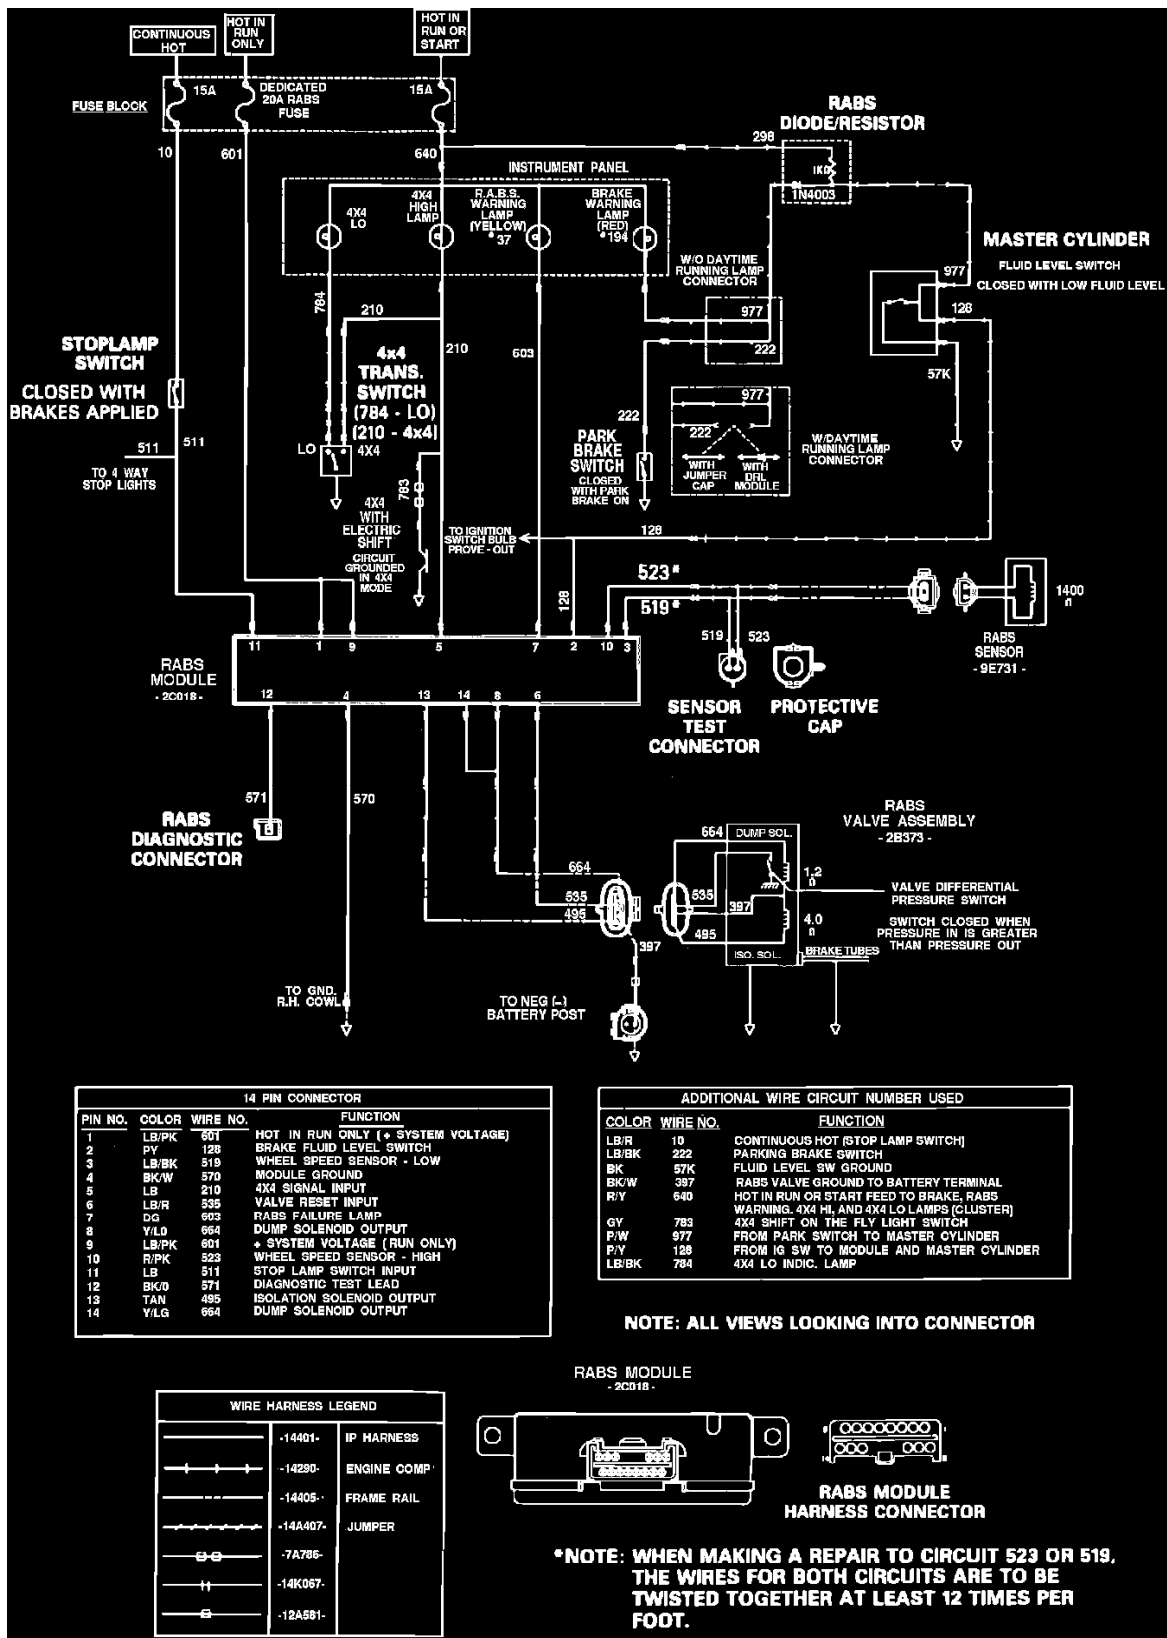 CONTINUOUS
HOT
HOT IN
RUN
ONLY
HOT IN
RUN OR
START
FUSE BLOCK
15A
DEDICATED
20A RABS
FUSE
15A
10
601
640
298
RABS
DIODE/RESISTOR
1KΩ
1N4003
INSTRUMENT PANEL
4X4
LO
4X4
HIGH
LAMP
R.A.B.S.
WARNING
LAMP
(YELLOW)
*37
BRAKE
WARNING
LAMP
(RED)
*194
W/O DAYTIME
RUNNING LAMP
CONNECTOR
977
222
MASTER CYLINDER
FLUID LEVEL SWITCH
CLOSED WITH LOW FLUID LEVEL
977
128
57K
784
210
210
603
STOPLAMP
SWITCH
CLOSED WITH
BRAKES APPLIED
511
511
TO 4 WAY
STOP LIGHTS
4x4
TRANS.
SWITCH
(784 - LO)
(210 - 4x4)
LO
4X4
783
4X4
WITH
ELECTRIC
SHIFT
CIRCUIT
GROUNDED
IN 4X4
MODE
222
PARK
BRAKE
SWITCH
CLOSED
WITH PARK
BRAKE ON
977
222
WITH
JUMPER
CAP
WITH
DRL
MODULE
W/DAYTIME
RUNNING LAMP
CONNECTOR
TO IGNITION
SWITCH BULB
PROVE - OUT
128
128
523*
519*
519
523
1400
Ω
RABS
SENSOR
- 9E731 -
RABS
MODULE
- 2C018 -
11
1
9
5
7
2
10
3
12
4
13
14
8
6
SENSOR
TEST
CONNECTOR
PROTECTIVE
CAP
571
570
RABS
DIAGNOSTIC
CONNECTOR
RABS
VALVE ASSEMBLY
- 2B373 -
664
DUMP SOL.
664
535
495
535
397
495
397
1.2
Ω
4.0
Ω
ISO. SOL.
BRAKE TUBES
VALVE DIFFERENTIAL
PRESSURE SWITCH
SWITCH CLOSED WHEN
PRESSURE IN IS GREATER
THAN PRESSURE OUT
TO GND.
R.H. COWL
TO NEG (-)
BATTERY POST
14 PIN CONNECTOR
PIN NO. COLOR WIRE NO. FUNCTION
1 LB/PK 601 HOT IN RUN ONLY (+ SYSTEM VOLTAGE)
2 PY 128 BRAKE FLUID LEVEL SWITCH
3 LB/BK 519 WHEEL SPEED SENSOR - LOW
4 BK/W 570 MODULE GROUND
5 LB 210 4X4 SIGNAL INPUT
6 LB/R 535 VALVE RESET INPUT
7 DG 603 RABS FAILURE LAMP
8 Y/LG 664 DUMP SOLENOID OUTPUT
9 LB/PK 601 + SYSTEM VOLTAGE (RUN ONLY)
10 R/PK 523 WHEEL SPEED SENSOR - HIGH
11 LB 511 STOP LAMP SWITCH INPUT
12 BK/O 571 DIAGNOSTIC TEST LEAD
13 TAN 495 ISOLATION SOLENOID OUTPUT
14 Y/LG 664 DUMP SOLENOID OUTPUT
ADDITIONAL WIRE CIRCUIT NUMBER USED
COLOR WIRE NO. FUNCTION
LB/R 10 CONTINUOUS HOT (STOP LAMP SWITCH)
LB/BK 222 PARKING BRAKE SWITCH
BK 57K FLUID LEVEL SW GROUND
BK/W 397 RABS VALVE GROUND TO BATTERY TERMINAL
R/Y 640 HOT IN RUN OR START FEED TO BRAKE, RABS
WARNING. 4X4 HI, AND 4X4 LO LAMPS (CLUSTER)
GY 783 4X4 SHIFT ON THE FLY LIGHT SWITCH
P/W 977 FROM PARK SWITCH TO MASTER CYLINDER
P/Y 128 FROM IG SW TO MODULE AND MASTER CYLINDER
LB/BK 784 4X4 LO INDIC. LAMP
NOTE: ALL VIEWS LOOKING INTO CONNECTOR
WIRE HARNESS LEGEND
-14401- IP HARNESS
-14290- ENGINE COMP
-14405- FRAME RAIL
-14A407- JUMPER
-7A786-
-14K067-
-12A581-
RABS MODULE
- 2C018 -
RABS MODULE
HARNESS CONNECTOR
*NOTE: WHEN MAKING A REPAIR TO CIRCUIT 523 OR 519,
THE WIRES FOR BOTH CIRCUITS ARE TO BE
TWISTED TOGETHER AT LEAST 12 TIMES PER
FOOT.